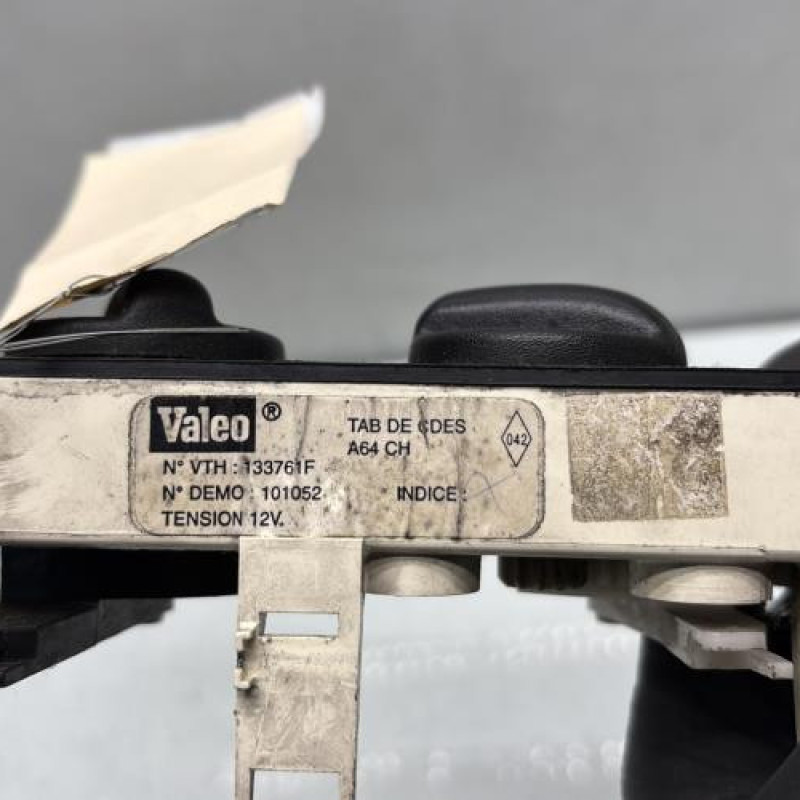 Valeo®
TAB DE CDES
A64 CH
042
N° VTH : 133761F
N° DEMO : 101052
INDICE :
TENSION 12V.